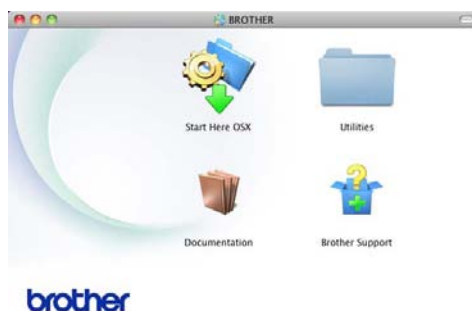 BROTHER
Start Here OSX
Utilities
Documentation
Brother Support
brother